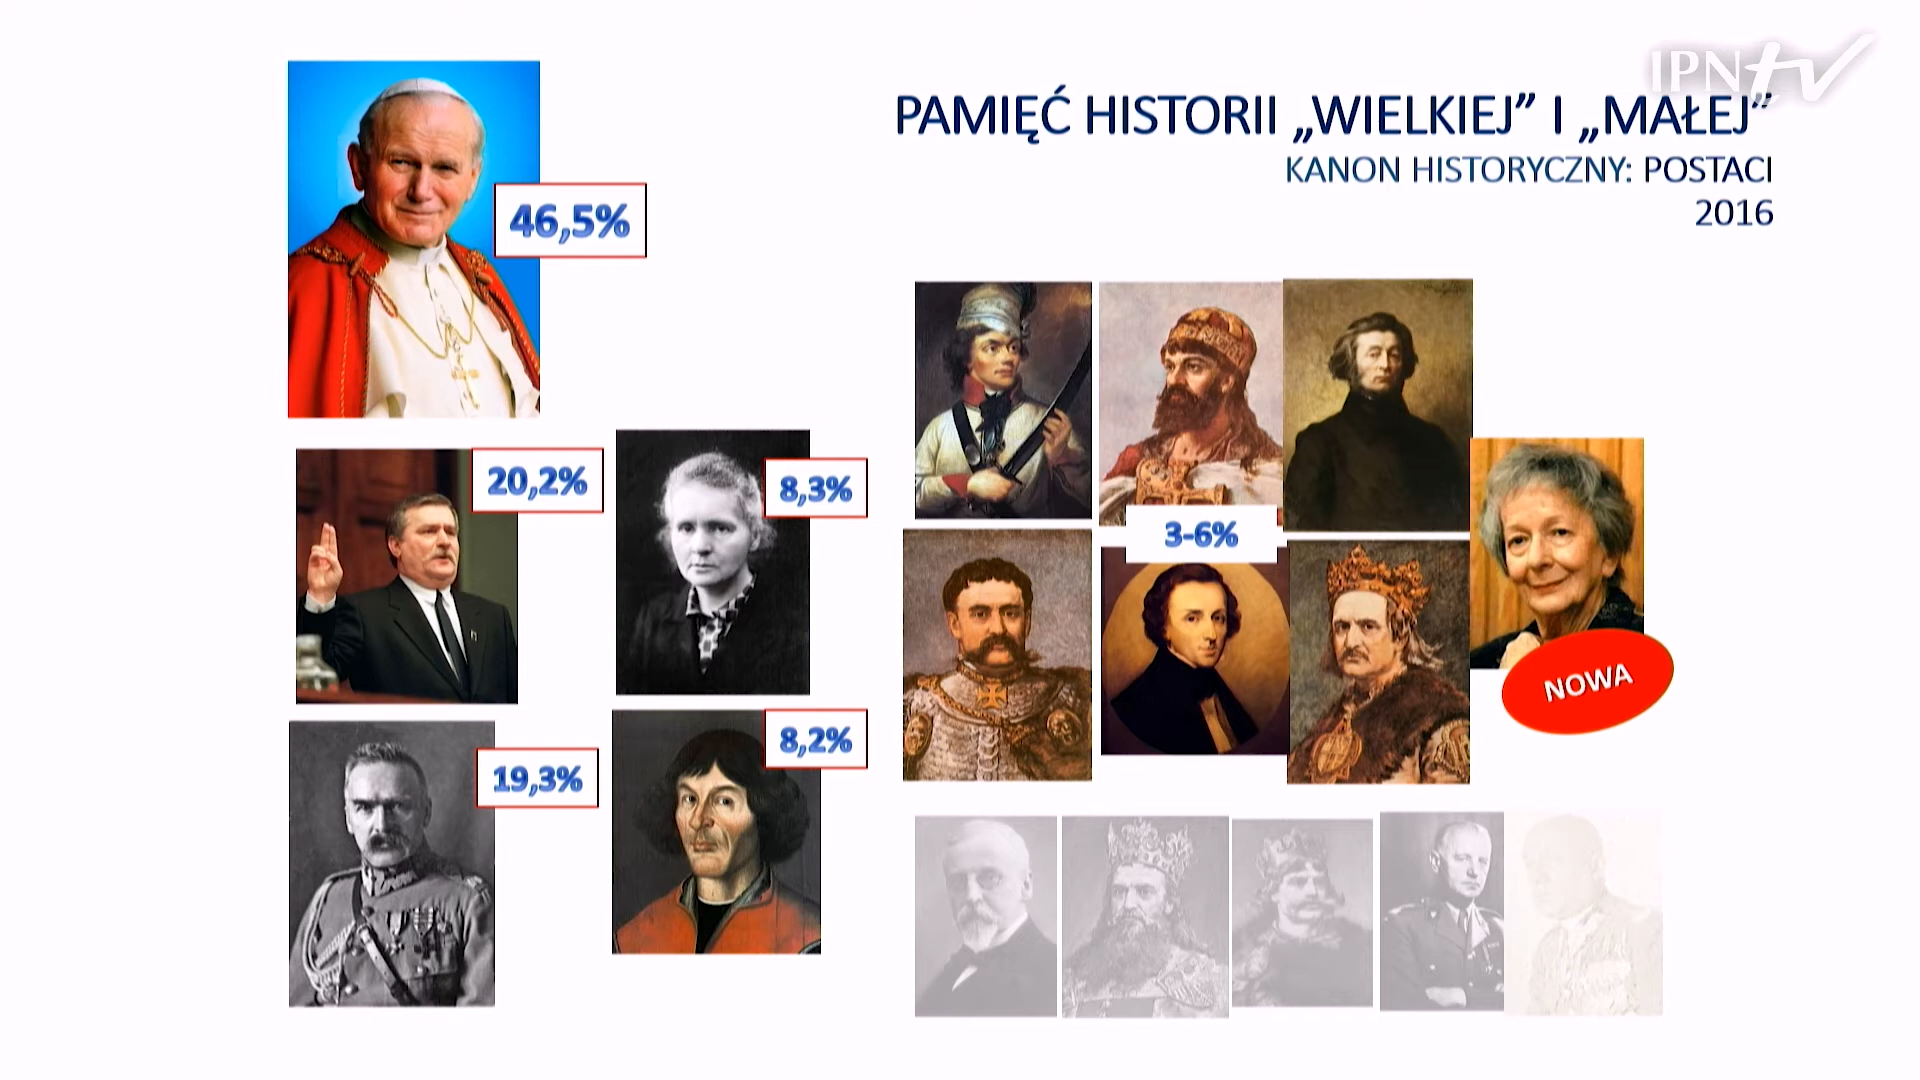 IPNtv
PAMIĘĆ HISTORII „WIELKIEJ” I „MAŁEJ”
KANON HISTORYCZNY: POSTACI
2016
46,5%
20,2%
8,3%
19,3%
8,2%
3-6%
NOWA